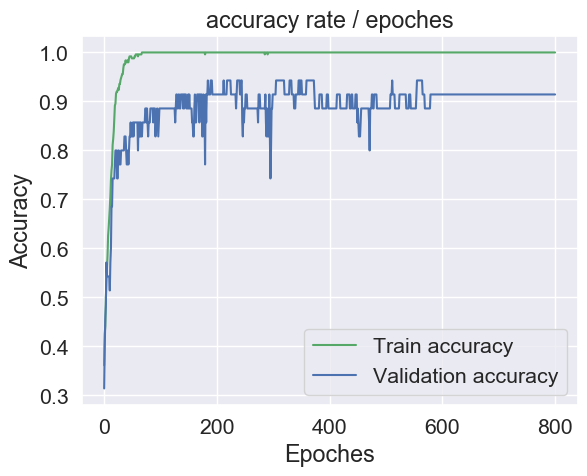 accuracy rate / epoches
1.0
0.9
0.8
0.7
0.6
0.5
0.4
0.3
Accuracy
0
200
400
600
800
Epoches
Train accuracy
Validation accuracy